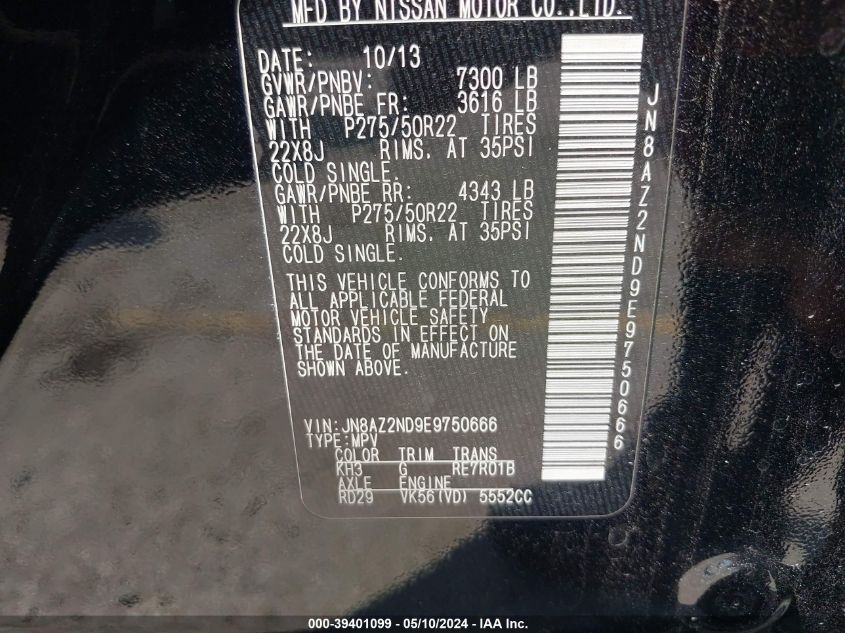 MFD BY NISSAN MOTOR CO.,LTD.
DATE: 10/13
GVWR/PNBV: 7300 LB
GAWR/PNBE FR: 3616 LB
WITH P275/50R22 TIRES
22X8J RIMS. AT 35PSI
COLD SINGLE.
GAWR/PNBE RR: 4343 LB
WITH P275/50R22 TIRES
22X8J RIMS. AT 35PSI
COLD SINGLE.
THIS VEHICLE CONFORMS TO
ALL APPLICABLE FEDERAL
MOTOR VEHICLE SAFETY
STANDARDS IN EFFECT ON
THE DATE OF MANUFACTURE
SHOWN ABOVE.
VIN:JN8AZ2ND9E9750666
TYPE:MPV
COLOR TRIM TRANS
KH3 G RE7R01B
AXLE ENGINE
RD29 VK56(VD) 5552CC
JN8AZ2ND9E9750666
000-39401099 - 05/10/2024 - IAA Inc.